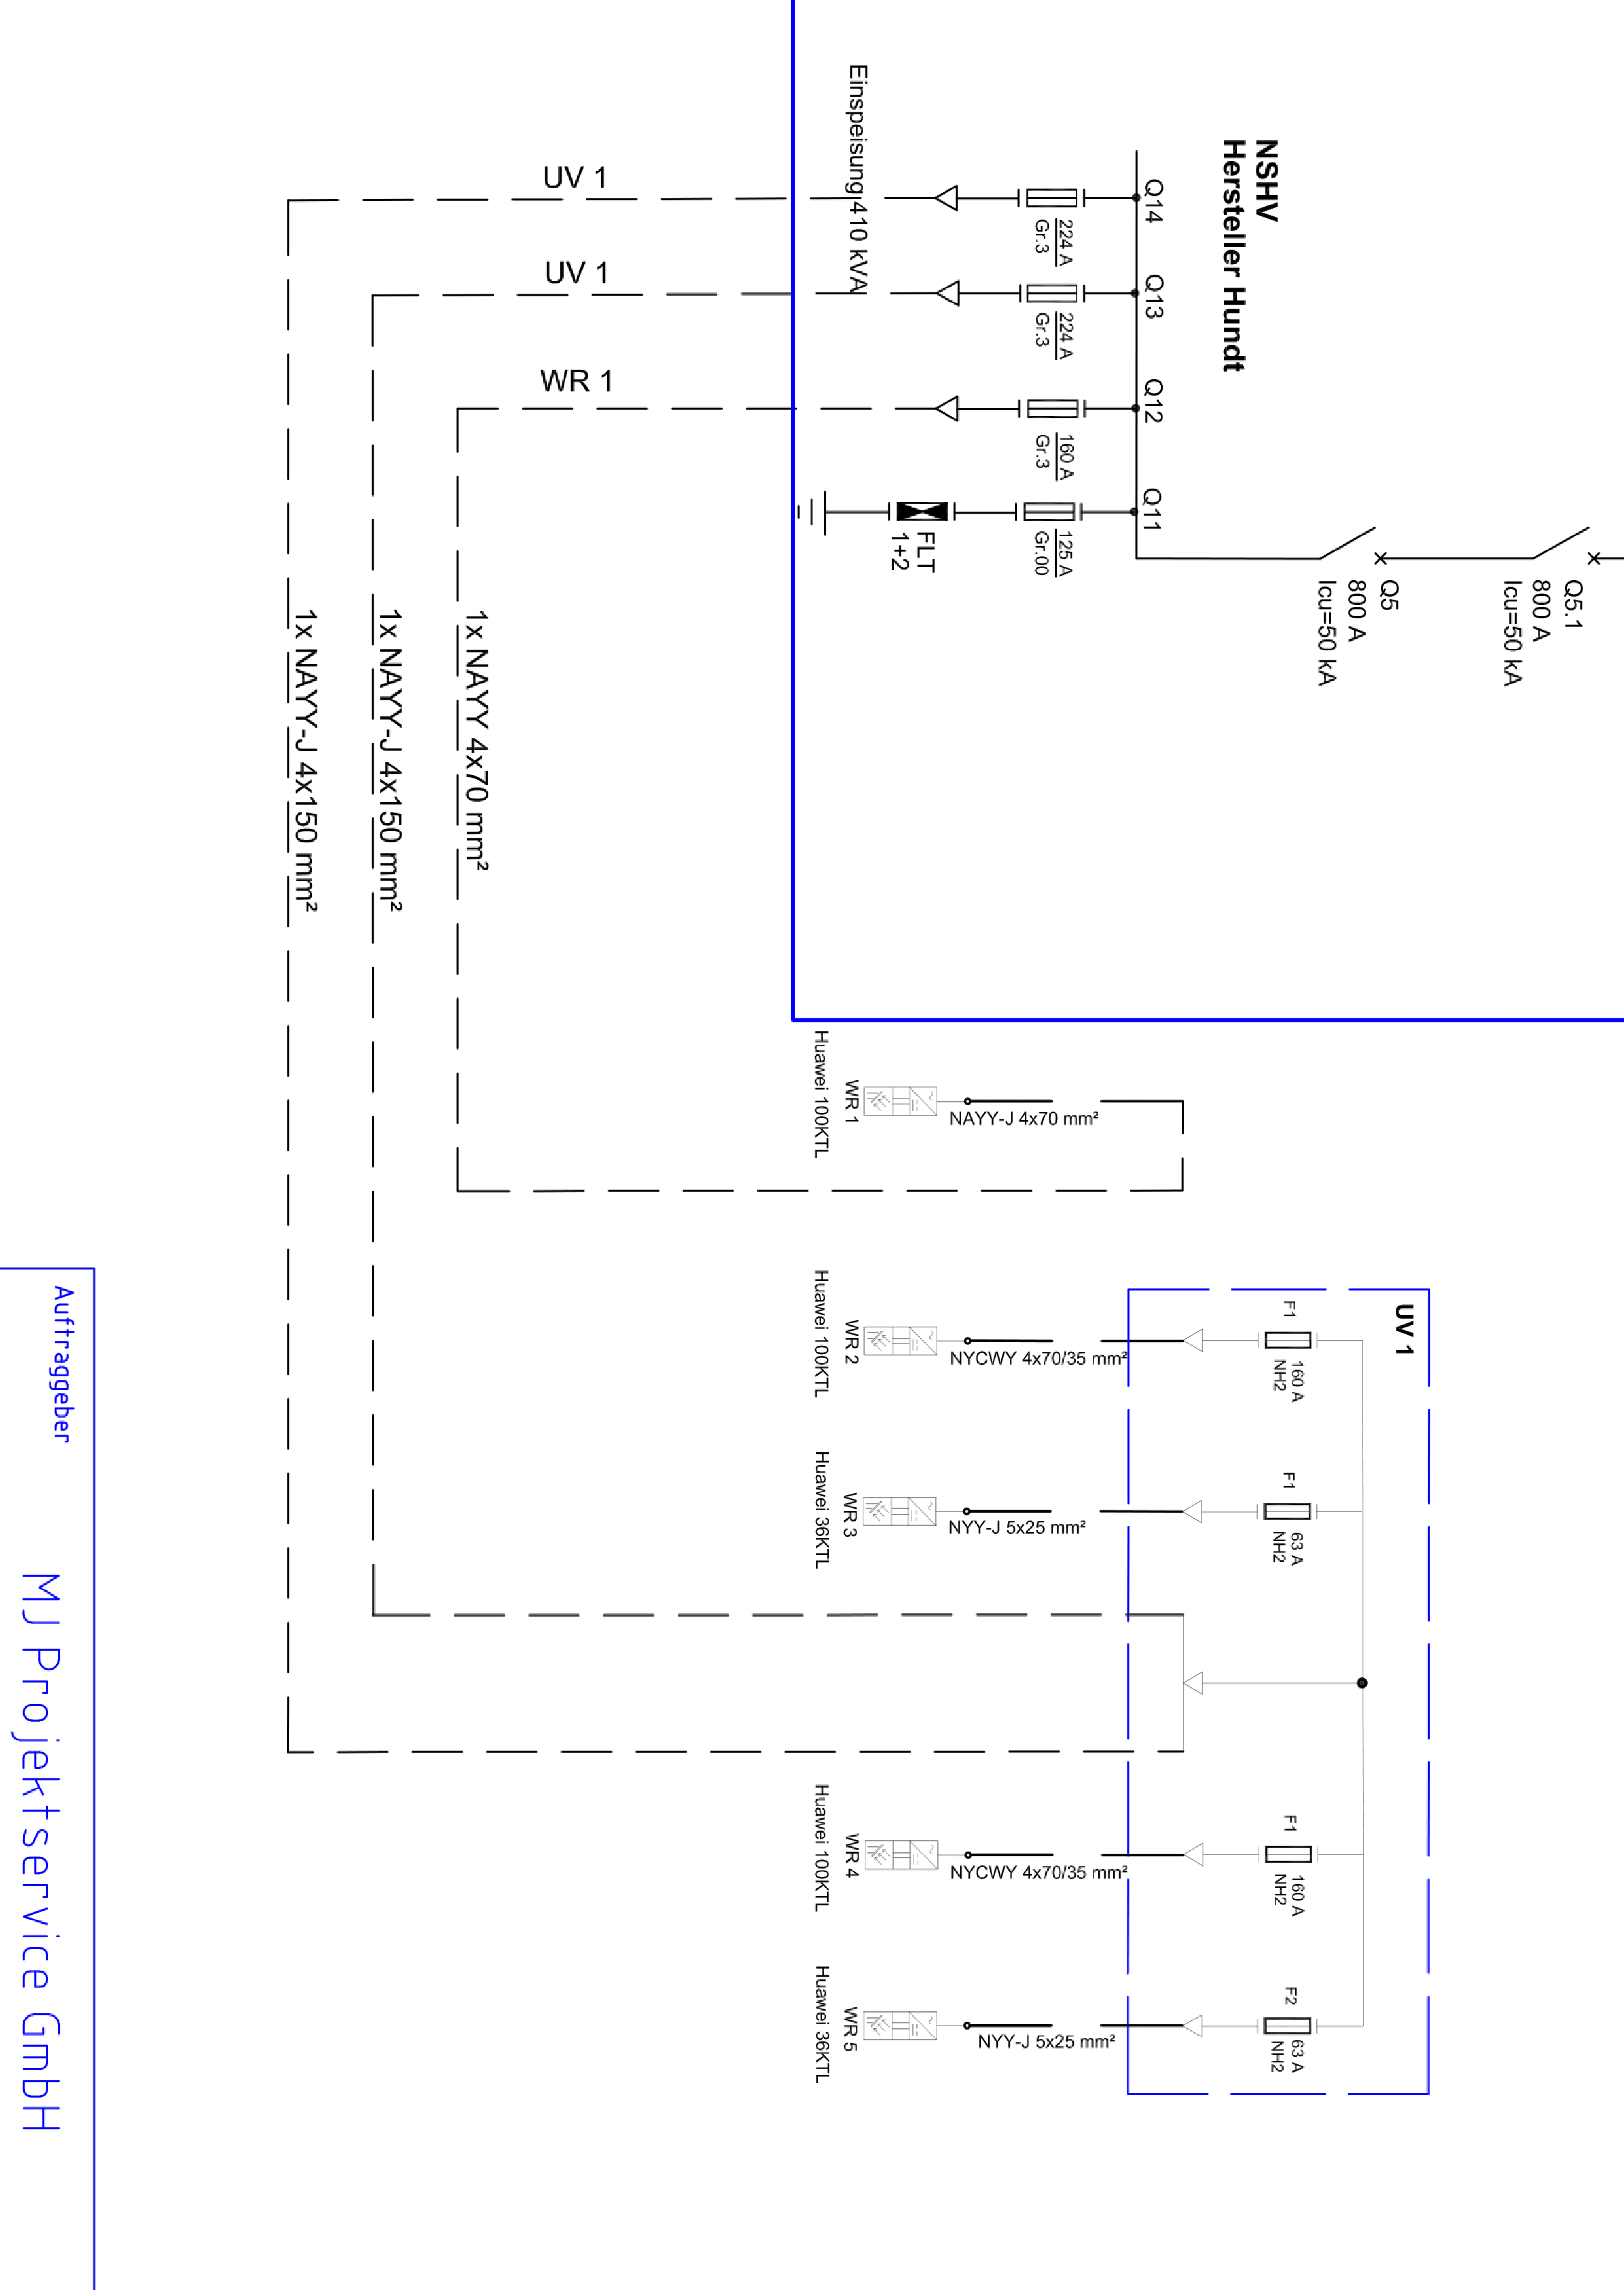 NSHV
Hersteller Hundt
Q5.1
800 A
Icu=50 kA
Q5
800 A
Icu=50 kA
Q14
224 A
Gr.3
Q13
224 A
Gr.3
Q12
160 A
Gr.3
Q11
125 A
Gr.00
FLT
1+2
Einspeisung 410 kVA
UV 1
UV 1
WR 1
1x NAYY 4x70 mm²
1x NAYY-J 4x150 mm²
1x NAYY-J 4x150 mm²
NAYY-J 4x70 mm²
WR 1
Huawei 100KTL
UV 1
F1
160 A
NH2
NYCWY 4x70/35 mm²
WR 2
Huawei 100KTL
F1
63 A
NH2
NYY-J 5x25 mm²
WR 3
Huawei 36KTL
F1
160 A
NH2
NYCWY 4x70/35 mm²
WR 4
Huawei 100KTL
F2
63 A
NH2
NYY-J 5x25 mm²
WR 5
Huawei 36KTL
Auftraggeber
MJ Projektservice GmbH